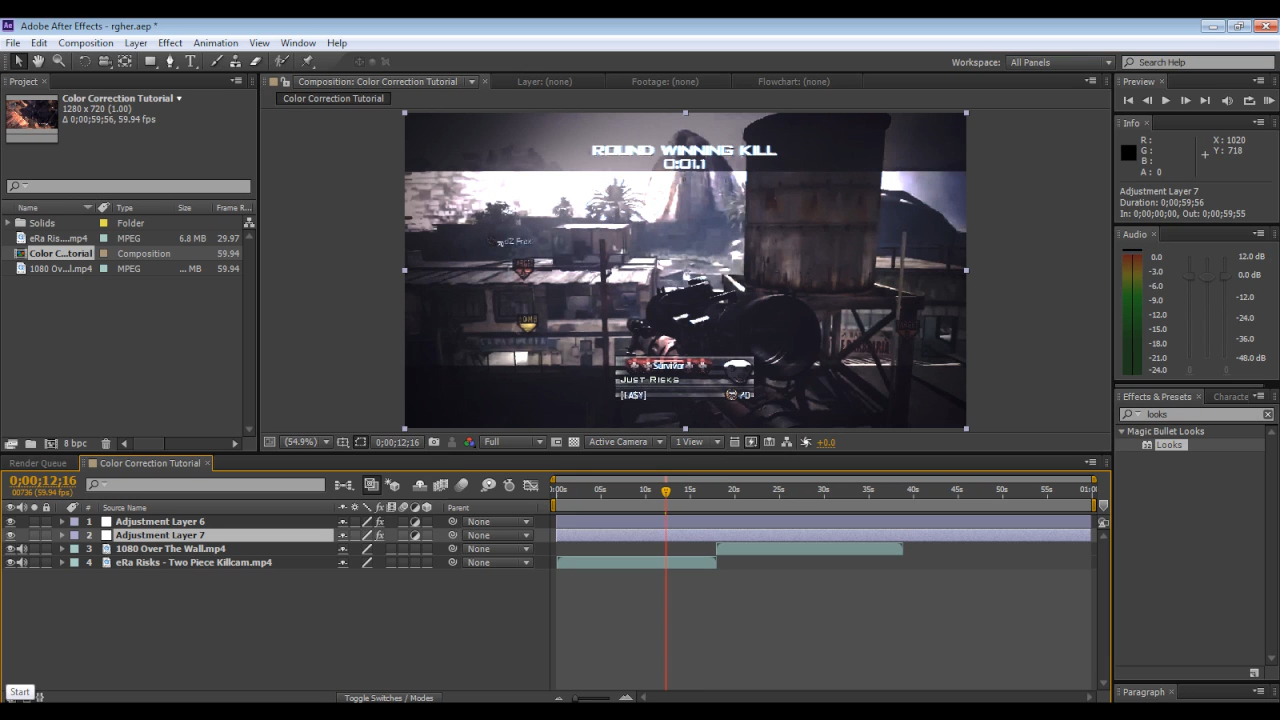 Ae Adobe After Effects - rgher.aep *
File Edit Composition Layer Effect Animation View Window Help
Workspace: All Panels Search Help
Project
Color Correction Tutorial
1280 x 720 (1.00)
Δ 0;00;59;56, 59.94 fps
Name Type Size Frame R...
Solids Folder
eRa Ris....mp4 MPEG 6.8 MB 29.97
Color C...torial Composition 59.94
1080 Ov...l.mp4 MPEG ... MB 59.94
8 bpc
Composition: Color Correction Tutorial Layer: (none) Footage: (none) Flowchart: (none)
Color Correction Tutorial
ROUND WINNING KILL
0:01.1
Survivor
JUST RISKS
[EASY]
(54.9%) 0;00;12;16 Full Active Camera 1 View +0.0
Preview
Info
R : X : 1020
G : Y : 718
B :
A : 0
Adjustment Layer 7
Duration: 0;00;59;56
In: 0;00;00;00, Out: 0;00;59;55
Audio
0.0 12.0 dB
-3.0 0.0 dB
-6.0
-9.0 -12.0
-12.0
-15.0 -24.0
-18.0 -36.0
-21.0 -48.0 dB
-24.0 0 0
Effects & Presets Characte
looks
Magic Bullet Looks
Looks
Paragraph
Render Queue Color Correction Tutorial
0;00;12;16
00736 (59.94 fps)
0:00s 05s 10s 15s 20s 25s 30s 35s 40s 45s 50s 55s 01:0
# Source Name fx Parent
1 Adjustment Layer 6 fx None
2 Adjustment Layer 7 fx None
3 1080 Over The Wall.mp4 None
4 eRa Risks - Two Piece Killcam.mp4 None
Start
Toggle Switches / Modes